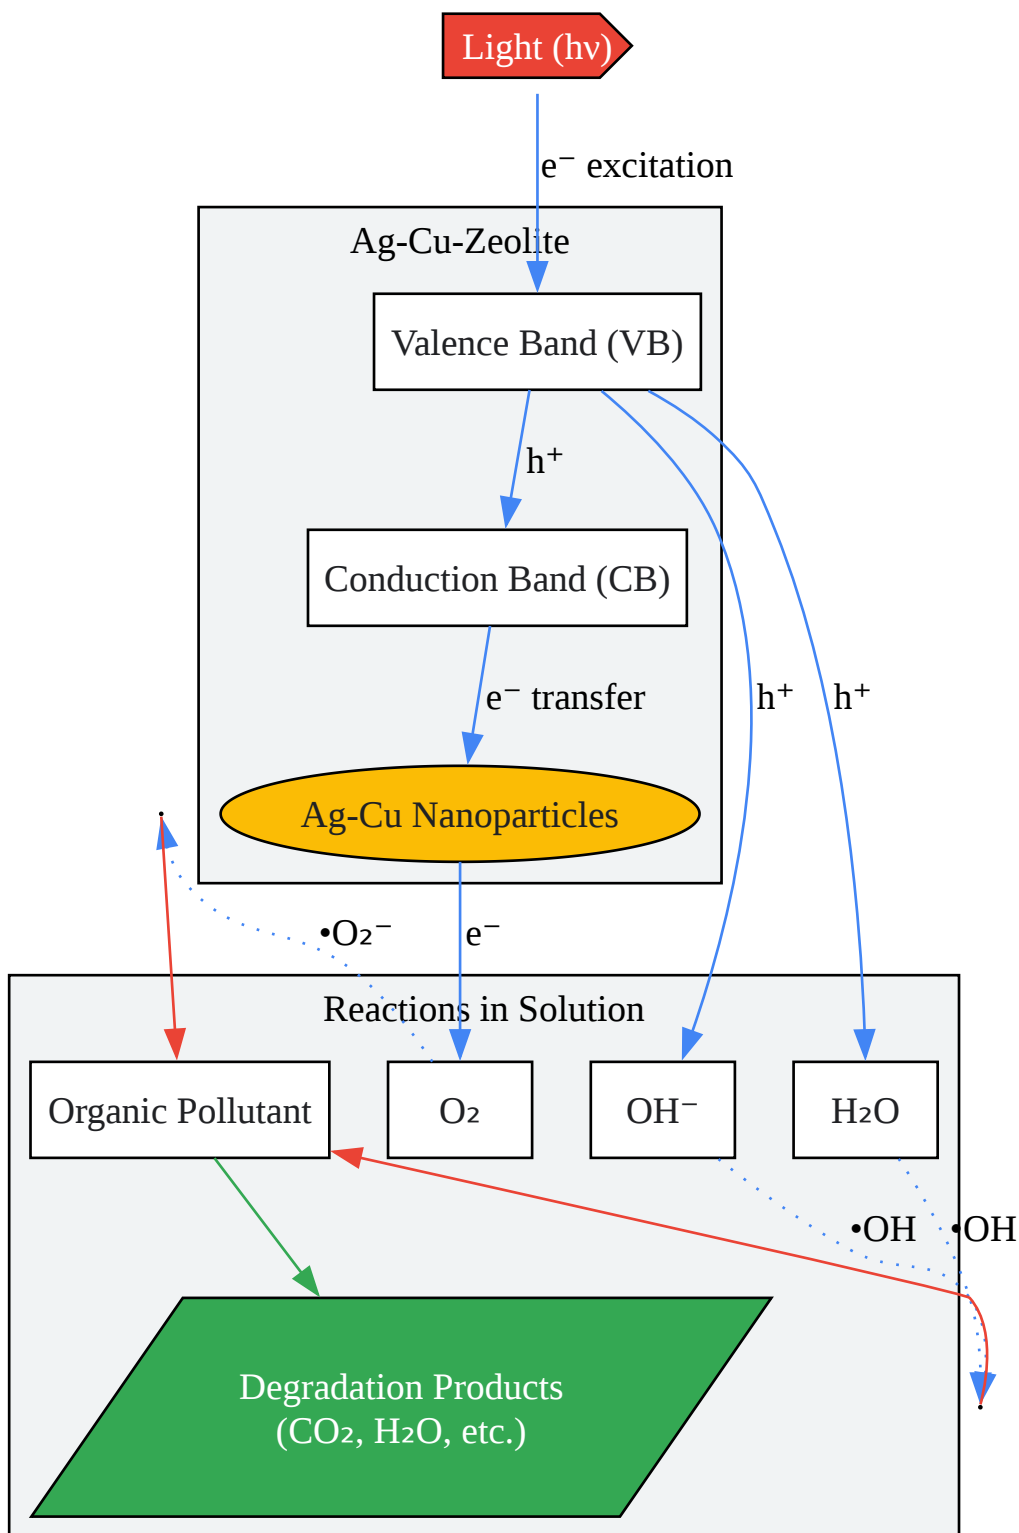 Light (hν)
e⁻ excitation
Ag-Cu-Zeolite
Valence Band (VB)
h⁺
Conduction Band (CB)
e⁻ transfer
h⁺
h⁺
Ag-Cu Nanoparticles
•O₂⁻
e⁻
Reactions in Solution
Organic Pollutant
O₂
OH⁻
H₂O
•OH
•OH
Degradation Products
(CO₂, H₂O, etc.)